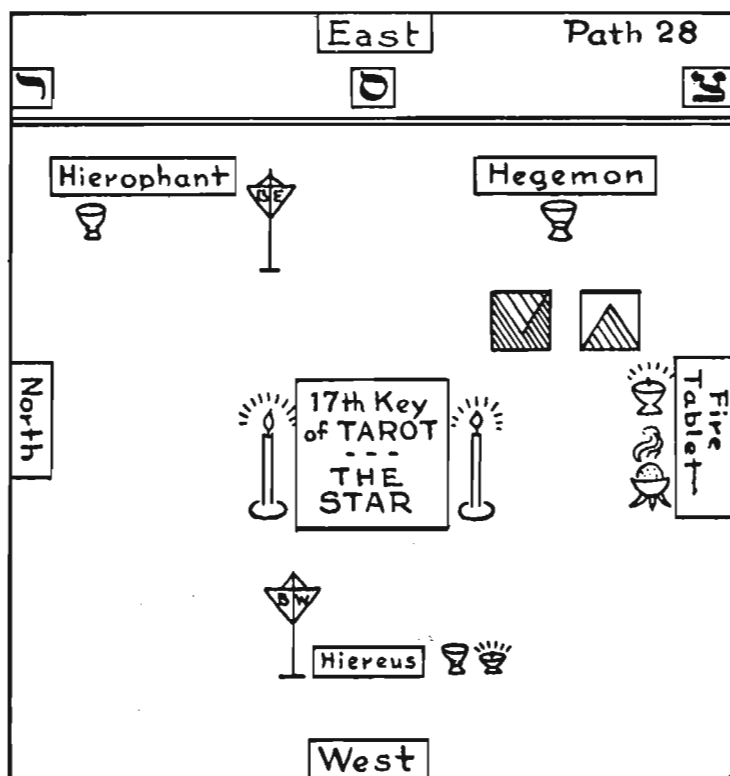 East
Path 28
ר
ס
צ
Hierophant
B E
Hegemon
North
17th Key
of TAROT
---
THE
STAR
Fire
Tablet
B W
Hiereus
West